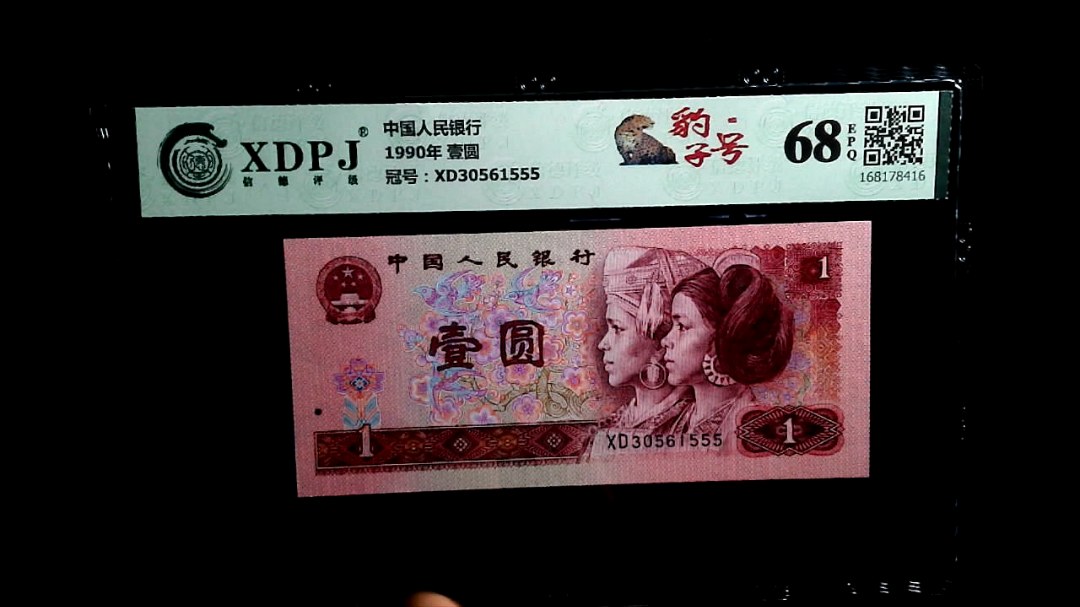 XDPJ®
信德评级
中国人民银行
1990年 壹圆
冠号：XD30561555
豹子号
68
EPQ
168178416
中国人民银行
1
壹圆
1
XD30561555
1